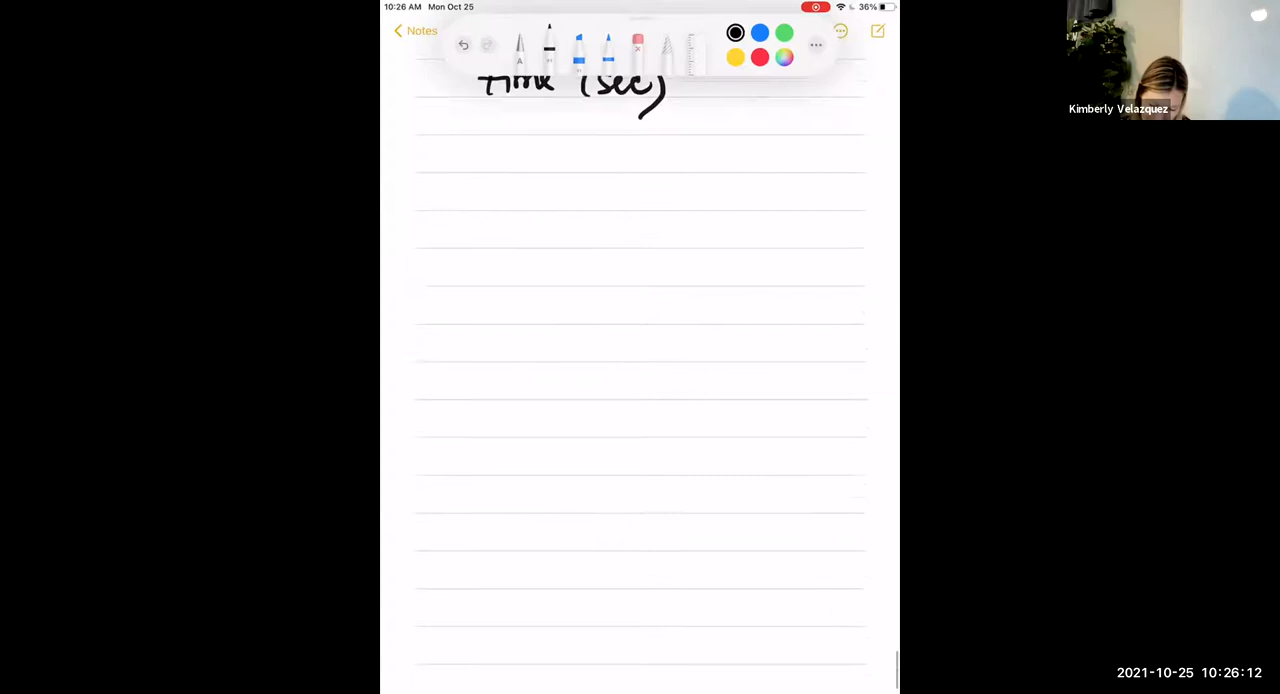 10:26 AM Mon Oct 25
36%
Notes
A
time (sec)
Kimberly Velazquez
2021-10-25 10:26:12